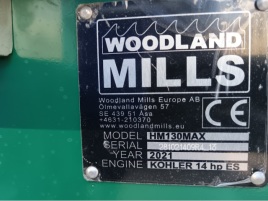 WOODLAND
MILLS
Woodland Mills Europe AB
Ölmevallavägen 57
SE 439 51 Åsa
+4631-210370
www.woodlandmills.eu
CE
MODEL HM130MAX
SERIAL
YEAR 2021
ENGINE KOHLER 14 hp ES